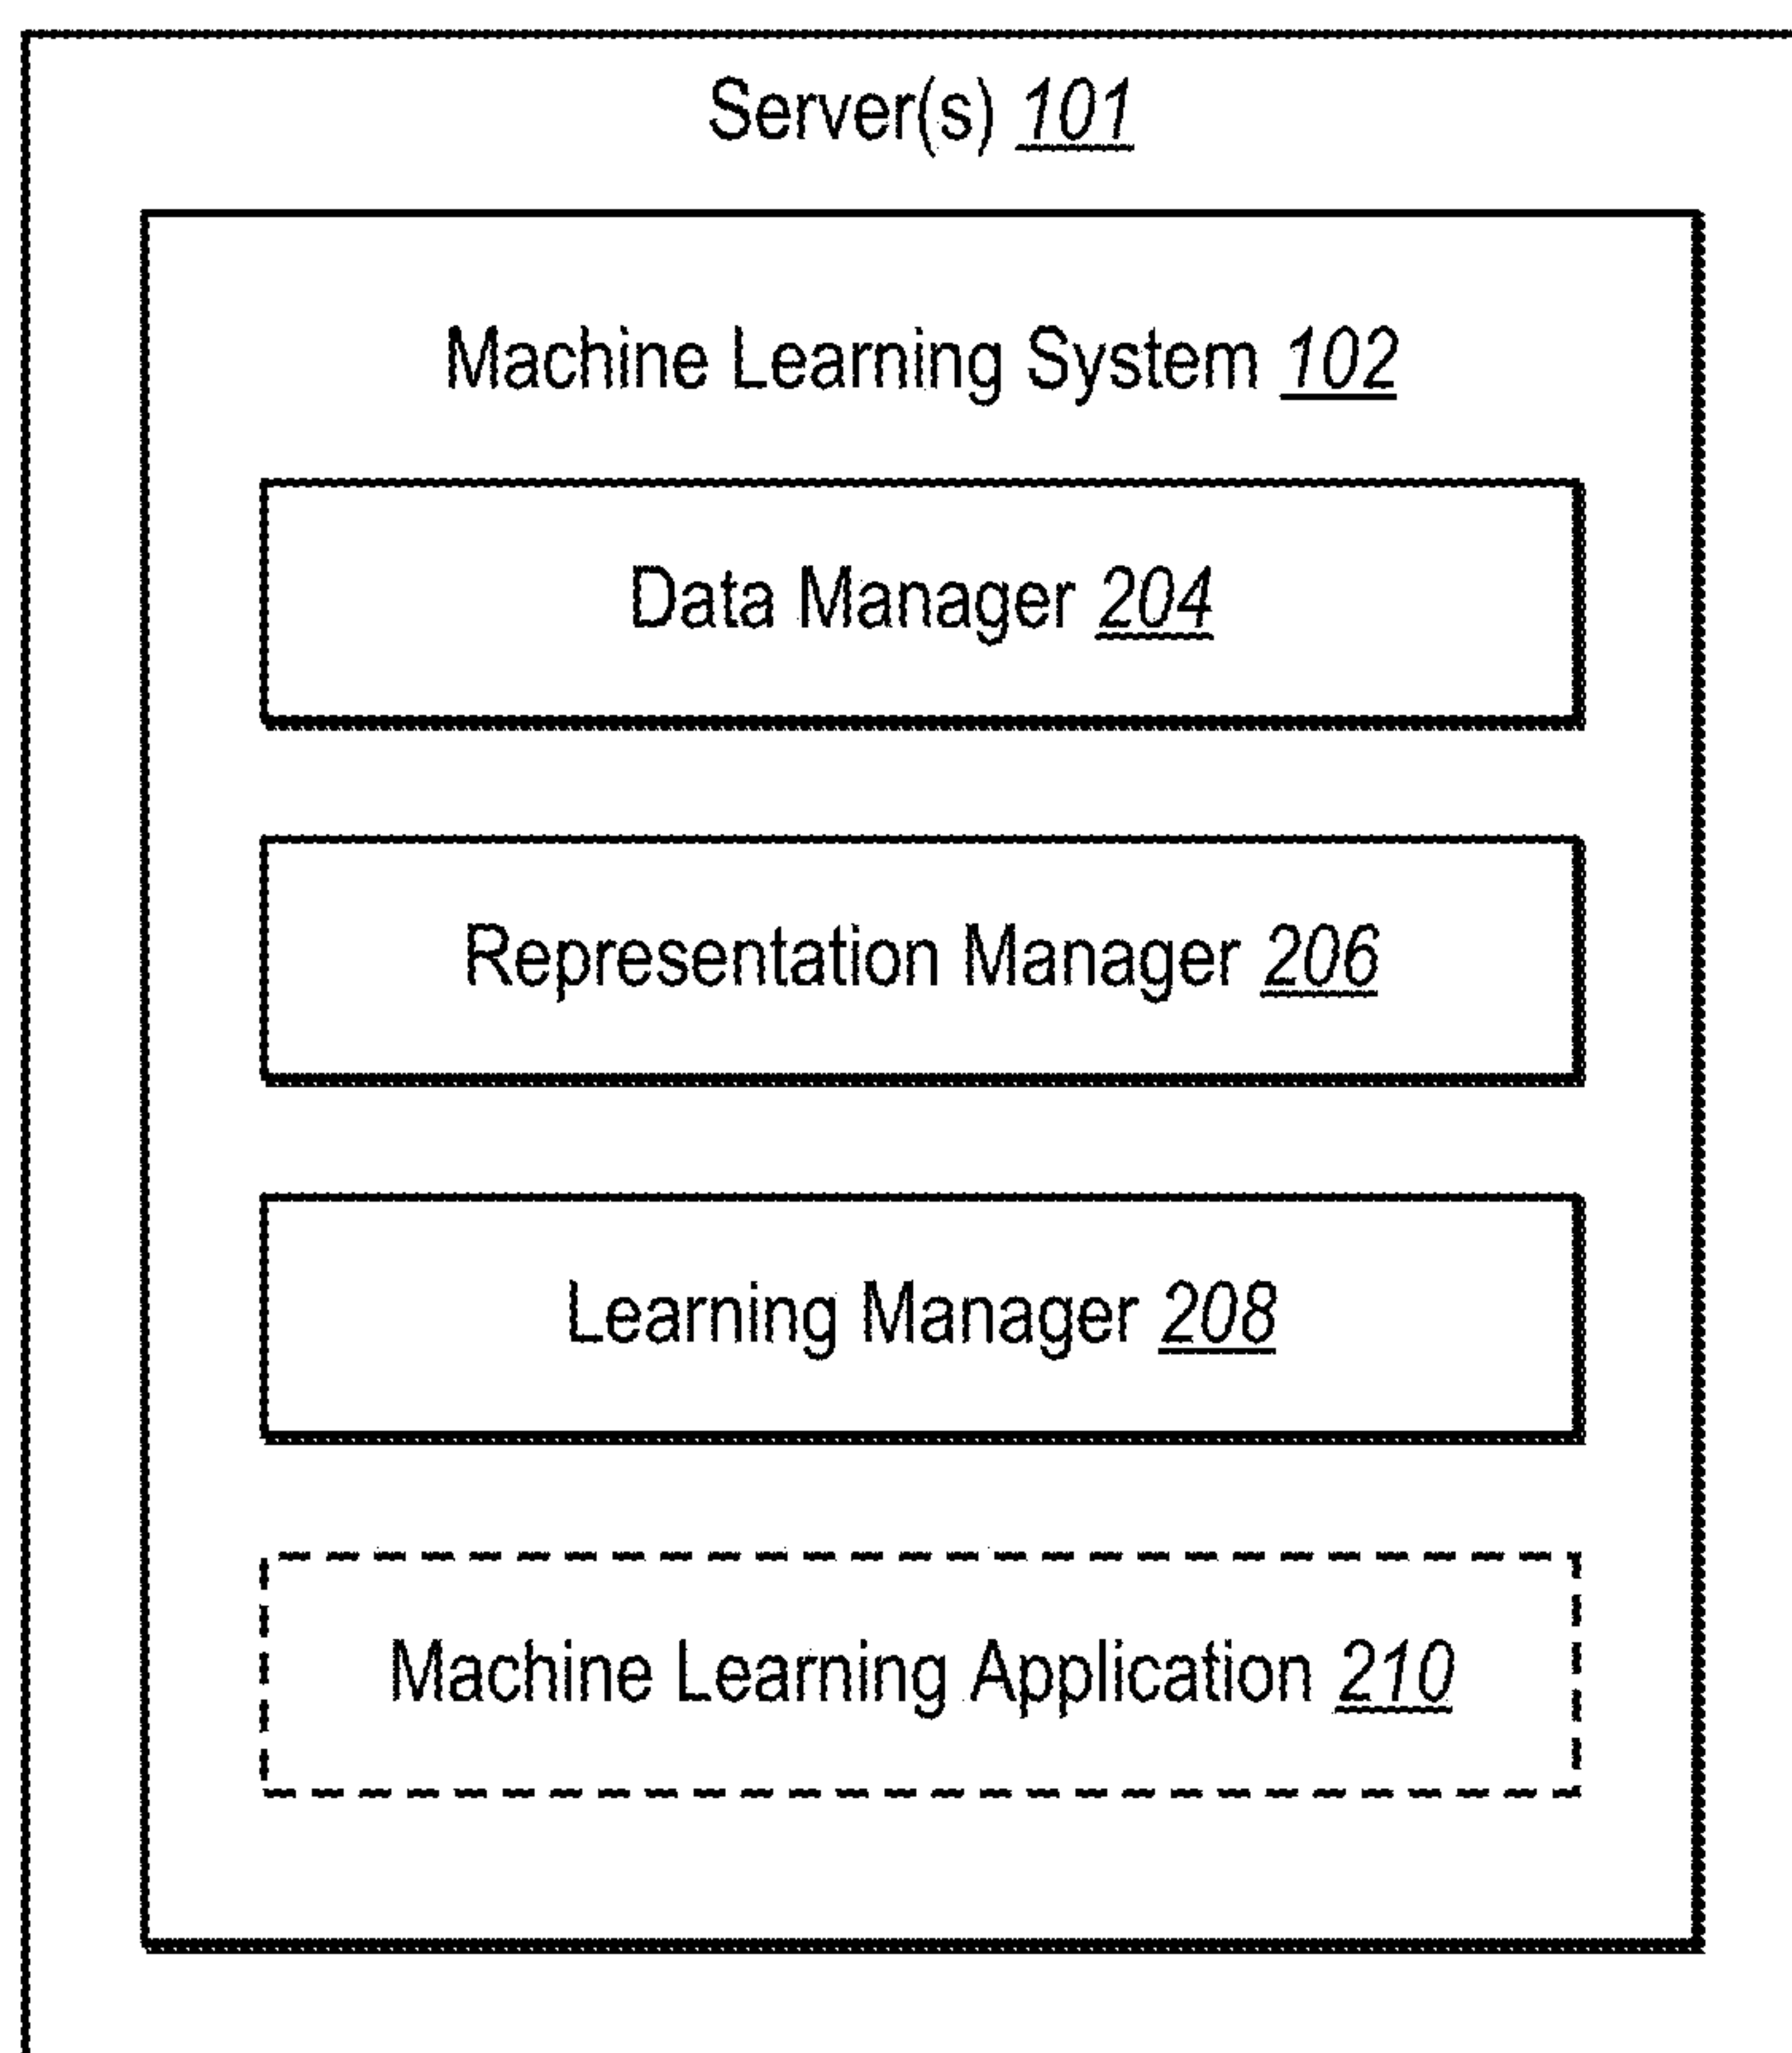 Server(s) 101
Machine Learning System 102
Data Manager 204
Representation Manager 206
Learning Manager 208
Machine Learning Application 210